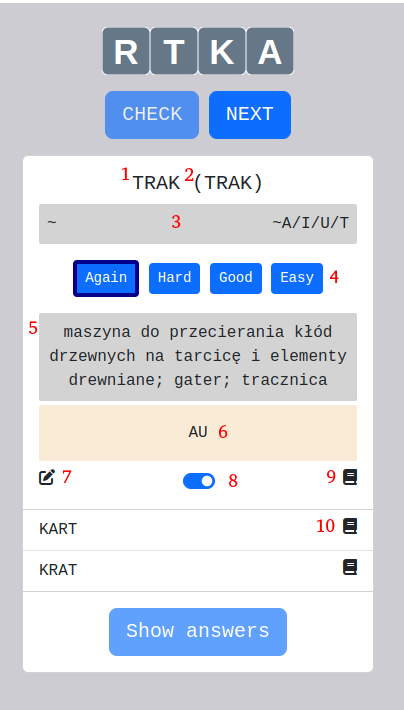 R T K A
CHECK NEXT
1 TRAK 2 (TRAK)
~ 3 ~A/I/U/T
Again Hard Good Easy 4
5 maszyna do przecierania kłód
drzewnych na tarcicę i elementy
drewniane; gater; tracznica
AU 6
7 8 9
KART 10
KRAT
Show answers